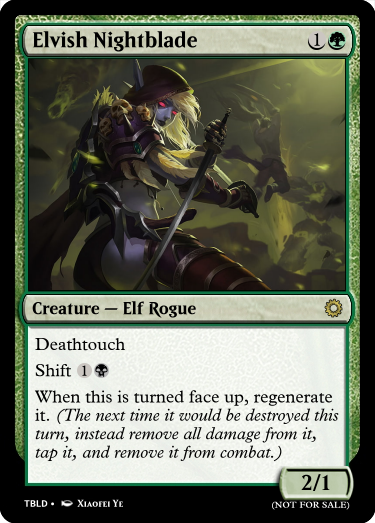 Elvish Nightblade 1
Creature — Elf Rogue
Deathtouch
Shift 1
When this is turned face up, regenerate
it. (The next time it would be destroyed this
turn, instead remove all damage from it,
tap it, and remove it from combat.)
2/1
TBLD • Xiaofei Ye
(NOT FOR SALE)